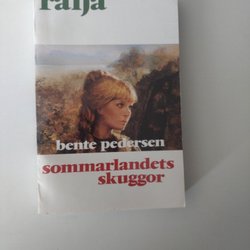 raija
bente pedersen
sommarlandets
skuggor